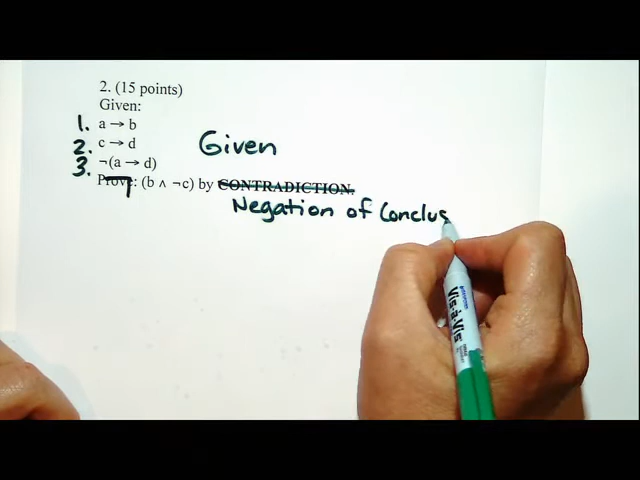 2. (15 points)
Given:
1. a → b
2. c → d
Given
3. ¬(a → d)
Prove: ¬(b ∧ ¬c) by CONTRADICTION.
Negation of Conclus
Vis-à-Vis